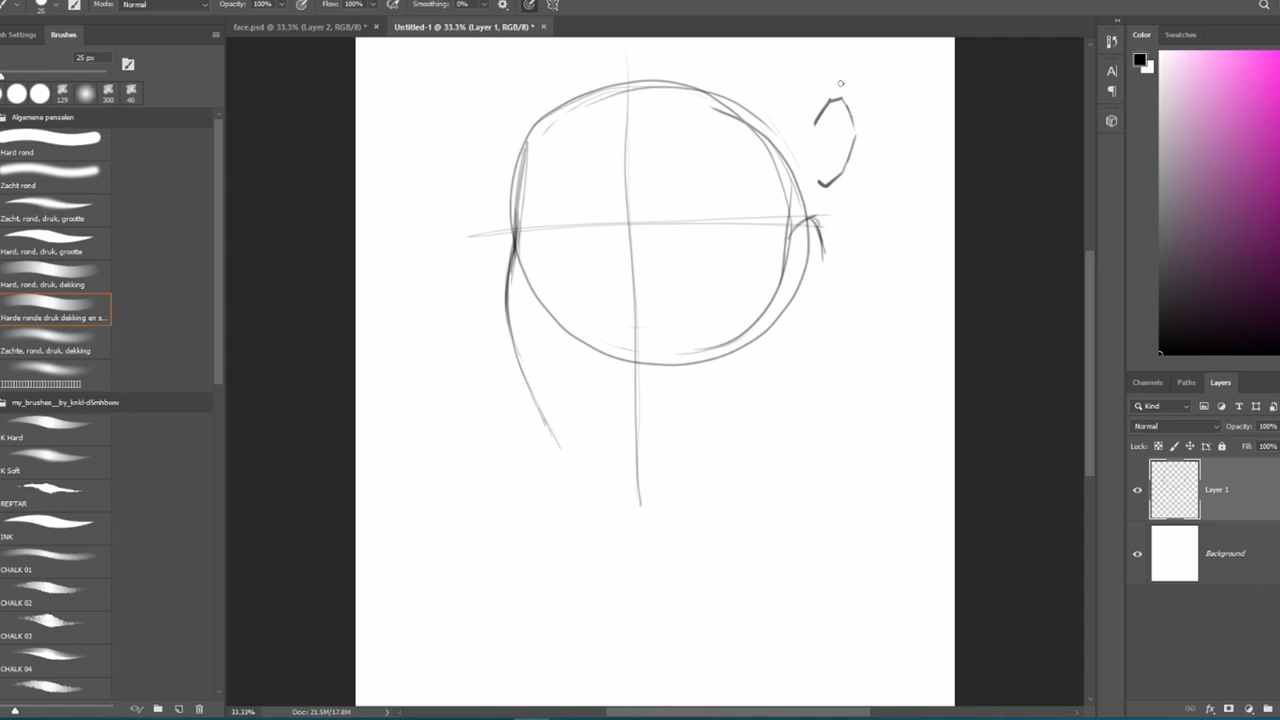 25
Mode: Normal
Opacity: 100%
Flow: 100%
Smoothing: 0%
face.psd @ 33.3% (Layer 2, RGB/8) *
Untitled-1 @ 33.3% (Layer 1, RGB/8) *
sh Settings
Brushes
25 px
129
300
40
Algemene penselen
Hard rond
Zacht rond
Zacht, rond, druk, grootte
Hard, rond, druk, grootte
Hard, rond, druk, dekking
Harde ronde druk dekking en s...
Zachte, rond, druk, dekking
my_brushes__by_knkl-d5mhbww
K Hard
K Soft
REPTAR
INK
CHALK 01
CHALK 02
CHALK 03
CHALK 04
33.33%
Doc: 21.5M/17.8M
Color
Swatches
Channels
Paths
Layers
Kind
Normal
Opacity: 100%
Lock:
Fill: 100%
Layer 1
Background